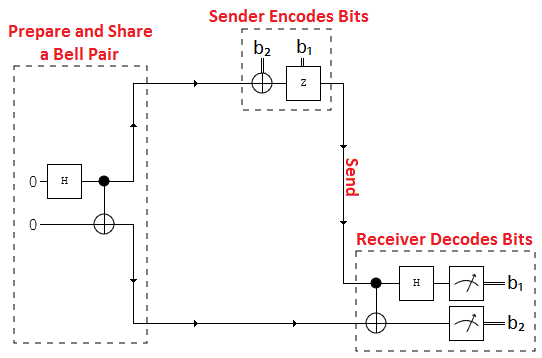 Prepare and Share
a Bell Pair
Sender Encodes Bits
b₂ b₁
Z
0 H
0
Send
Receiver Decodes Bits
H b₁
b₂